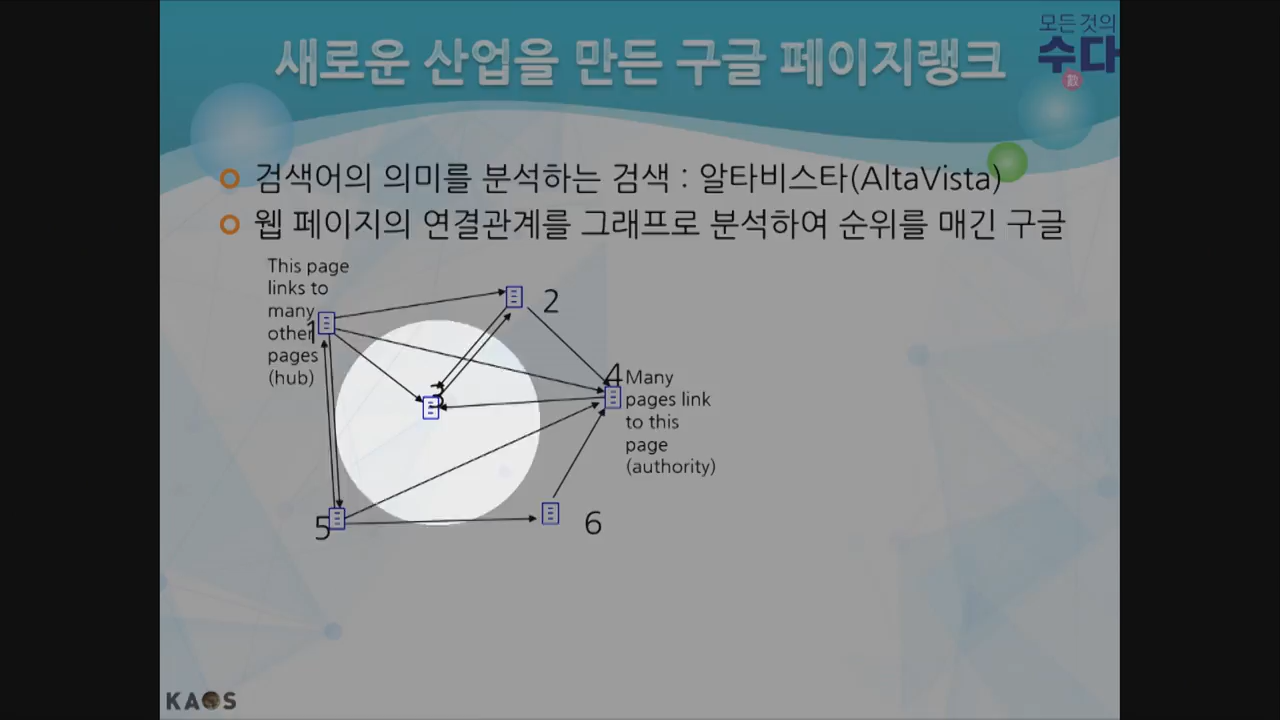 새로운 산업을 만든 구글 페이지랭크
모든 것의
수다
數
검색어의 의미를 분석하는 검색 : 알타비스타(AltaVista)
웹 페이지의 연결관계를 그래프로 분석하여 순위를 매긴 구글
This page
links to
many
other
pages
(hub)
1
2
3
4
Many
pages link
to this
page
(authority)
5
6
KAOS